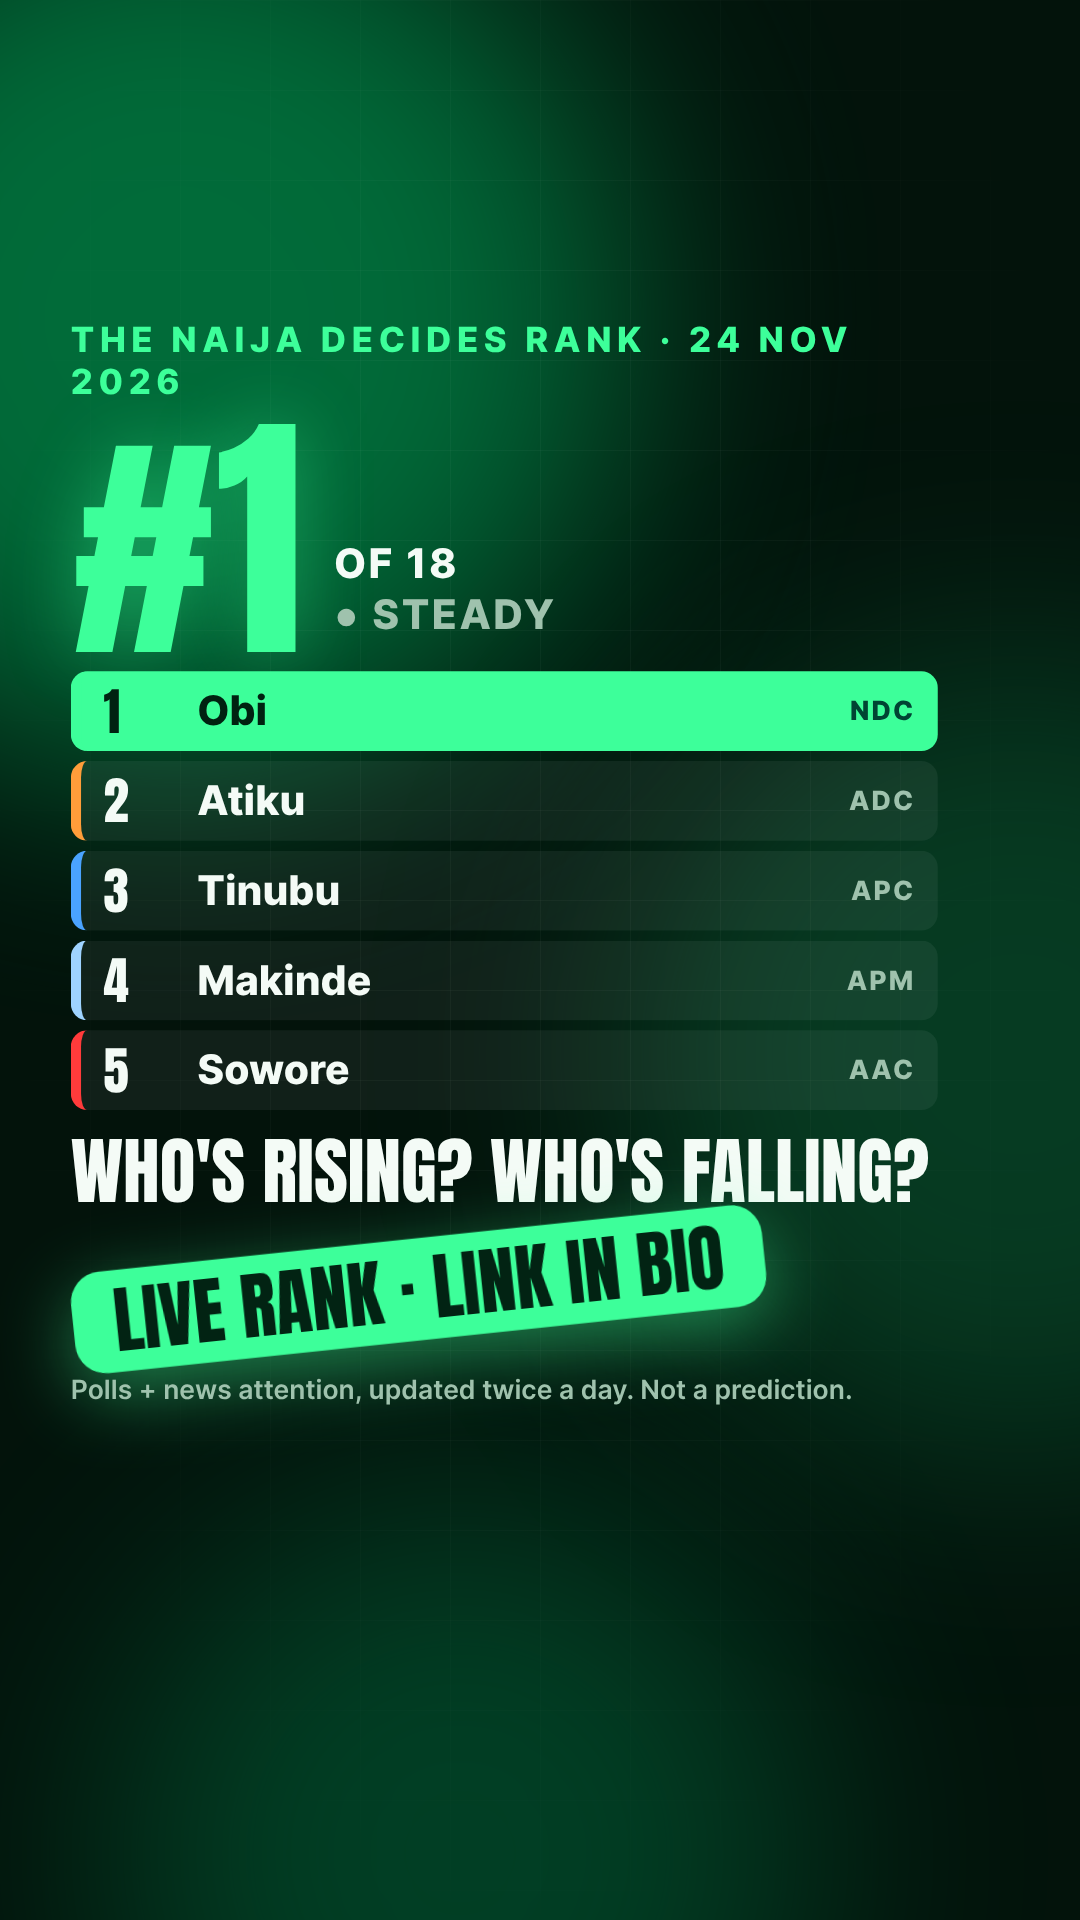 THE NAIJA DECIDES RANK · 24 NOV
2026
#1
OF 18
● STEADY
1 Obi NDC
2 Atiku ADC
3 Tinubu APC
4 Makinde APM
5 Sowore AAC
WHO'S RISING? WHO'S FALLING?
LIVE RANK · LINK IN BIO
Polls + news attention, updated twice a day. Not a prediction.